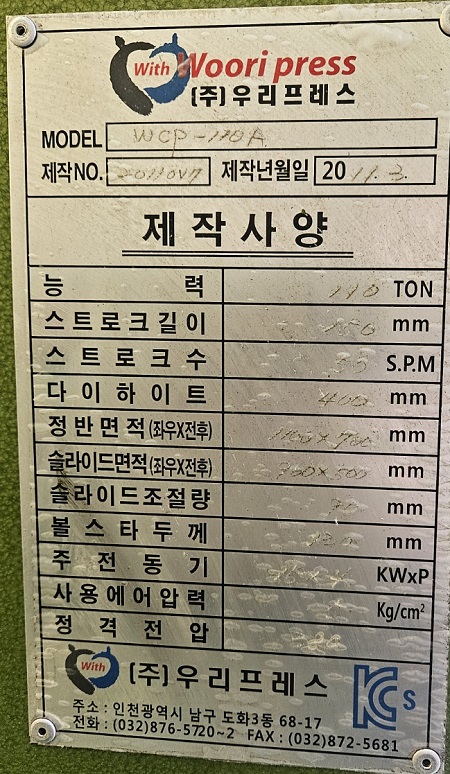 With Woori press
(주)우리프레스
MODEL WCP-110A
제작NO. 제작년월일 20 11. 3.
제작사양
능력 110 TON
스트로크길이 150 mm
스트로크수 55 S.P.M
다이하이트 400 mm
정반면적(좌우X전후) mm
슬라이드면적(좌우X전후) mm
슬라이드조절량 mm
볼스타두께 mm
주전동기 KWxP
사용에어압력 Kg/cm²
정격전압
With (주)우리프레스
KCs
주소 : 인천광역시 남구 도화3동 68-17
전화 : (032)876-5720~2 FAX : (032)872-5681